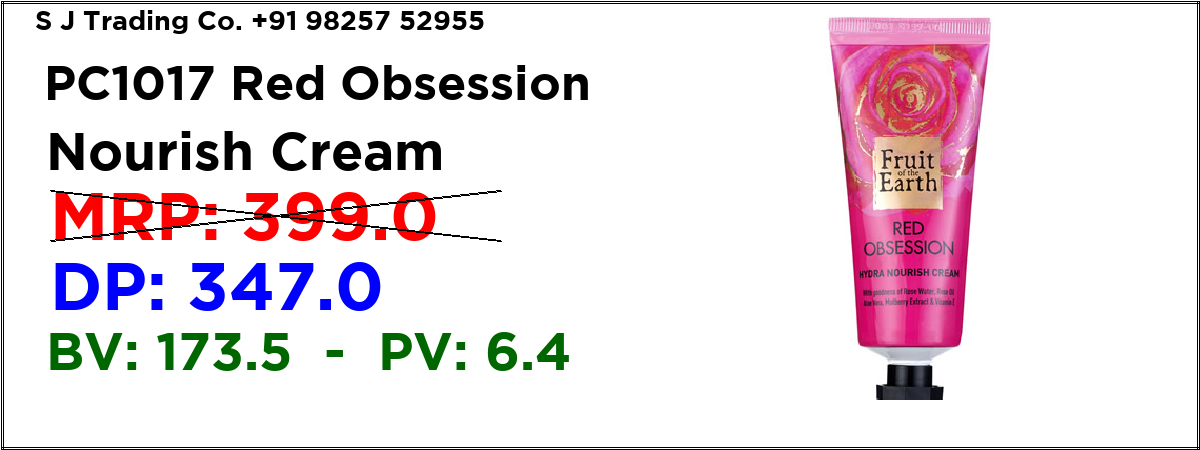 S J Trading Co. +91 98257 52955
PC1017 Red Obsession
Nourish Cream
MRP: 399.0
DP: 347.0
BV: 173.5 - PV: 6.4
Fruit
of the
Earth
RED
OBSESSION
HYDRA NOURISH CREAM
With goodness of Rose Water, Rose Oil
Aloe Vera, Mulberry Extract & Vitamin E